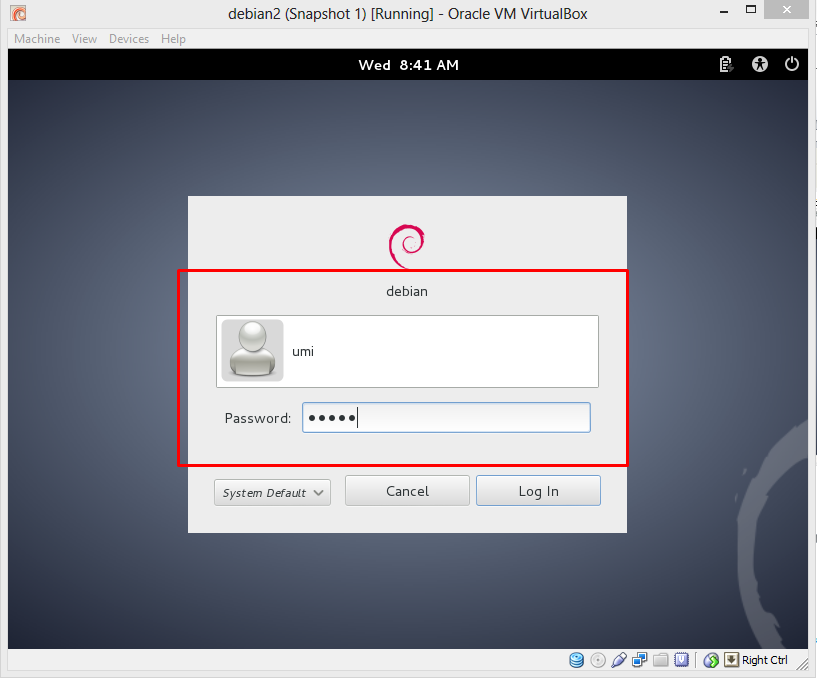 debian2 (Snapshot 1) [Running] - Oracle VM VirtualBox
Machine View Devices Help
Wed 8:41 AM
debian
umi
Password: •••••
System Default Cancel Log In
Right Ctrl